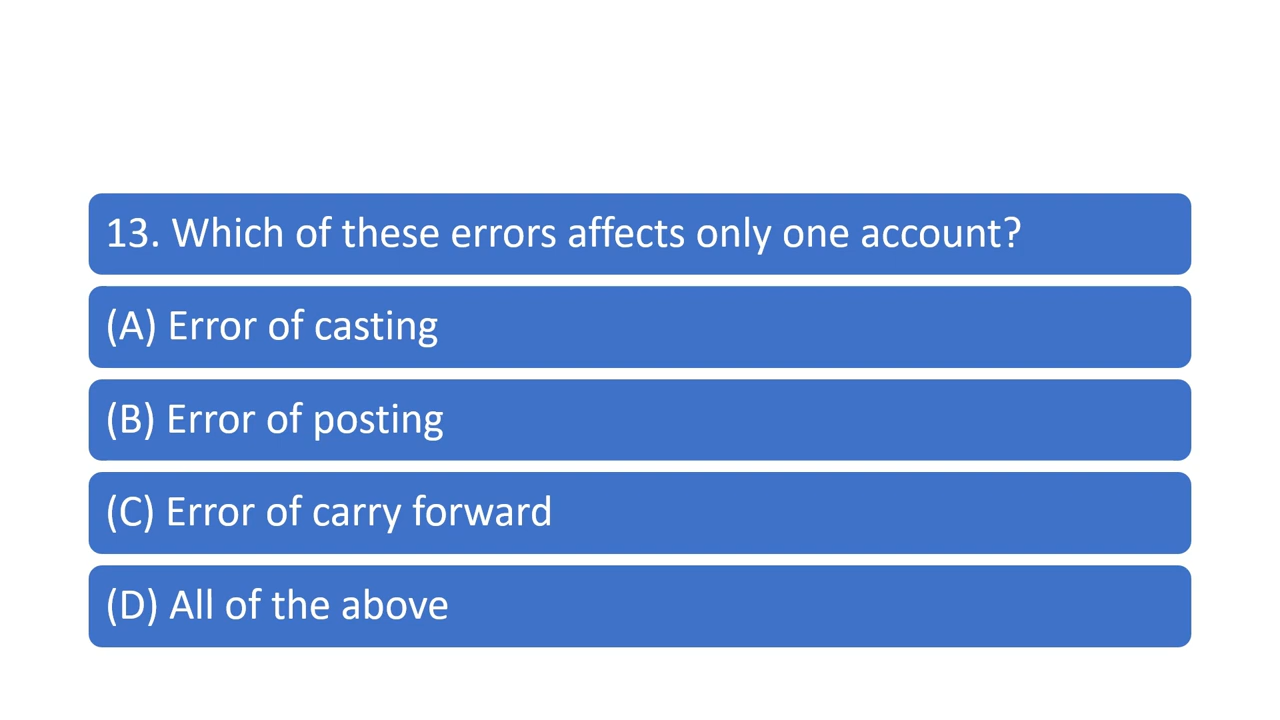 13. Which of these errors affects only one account?
(A) Error of casting
(B) Error of posting
(C) Error of carry forward
(D) All of the above